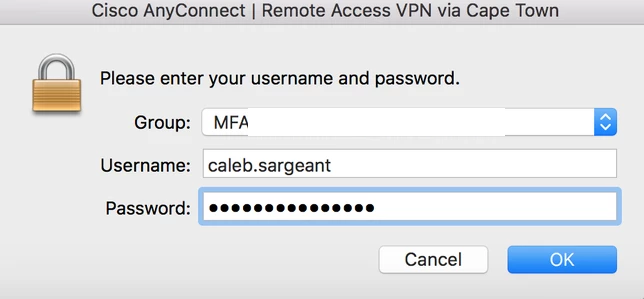 Cisco AnyConnect | Remote Access VPN via Cape Town
Please enter your username and password.
Group: MFA
Username: caleb.sargeant
Password: •••••••••••••••
Cancel OK